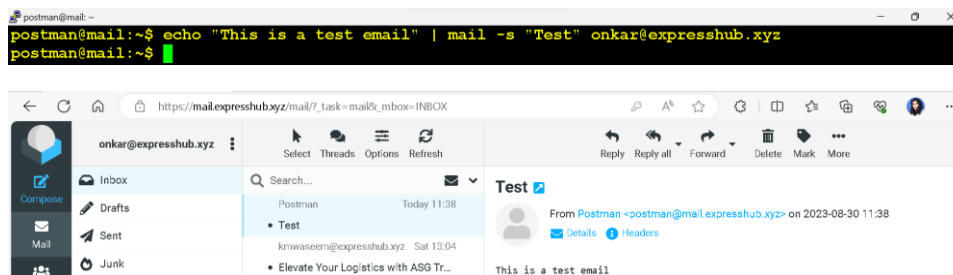 postman@mail: ~
postman@mail:~$ echo "This is a test email" | mail -s "Test" onkar@expresshub.xyz
postman@mail:~$
https://mail.expresshub.xyz/mail/?_task=mail&_mbox=INBOX
onkar@expresshub.xyz
Select Threads Options Refresh
Reply Reply all Forward Delete Mark More
Compose
Mail
Inbox
Drafts
Sent
Junk
Search...
Postman Today 11:38
• Test
kmwaseem@expresshub.xyz Sat 13:04
• Elevate Your Logistics with ASG Tr...
Test
From Postman <postman@mail.expresshub.xyz> on 2023-08-30 11:38
Details Headers
This is a test email